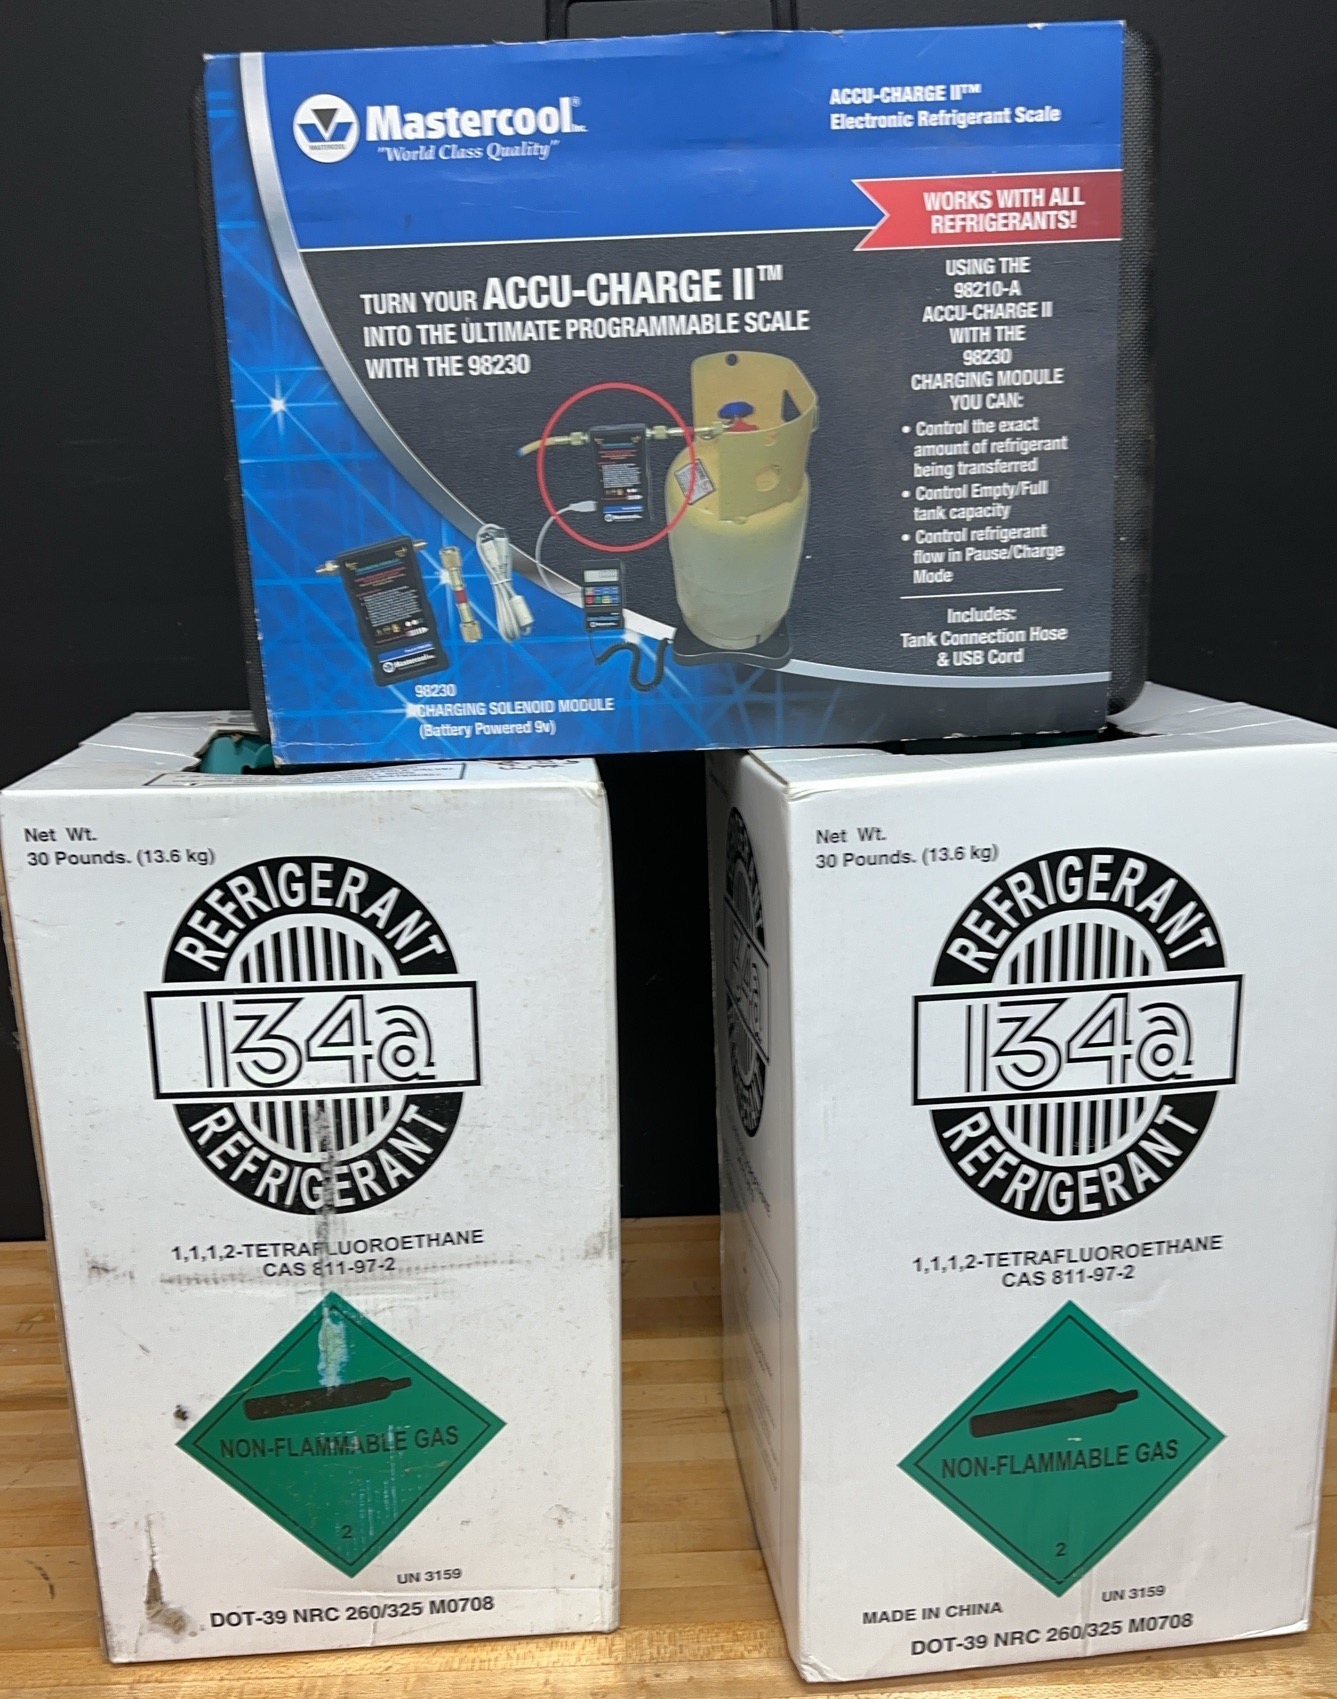 Mastercool® Inc.
"World Class Quality"
MASTERCOOL
ACCU-CHARGE II™
Electronic Refrigerant Scale
WORKS WITH ALL
REFRIGERANTS!
TURN YOUR ACCU-CHARGE II™
INTO THE ULTIMATE PROGRAMMABLE SCALE
WITH THE 98230
USING THE
98210-A
ACCU-CHARGE II
WITH THE
98230
CHARGING MODULE
YOU CAN:
• Control the exact
amount of refrigerant
being transferred
• Control Empty/Full
tank capacity
• Control refrigerant
flow in Pause/Charge
Mode
Includes:
Tank Connection Hose
& USB Cord
Mastercool
98230
CHARGING SOLENOID MODULE
(Battery Powered 9v)
Net Wt.
30 Pounds. (13.6 kg)
REFRIGERANT
134a
REFRIGERANT
1,1,1,2-TETRAFLUOROETHANE
CAS 811-97-2
NON-FLAMMABLE GAS
2
UN 3159
DOT-39 NRC 260/325 M0708
Net Wt.
30 Pounds. (13.6 kg)
REFRIGERANT
134a
REFRIGERANT
1,1,1,2-TETRAFLUOROETHANE
CAS 811-97-2
NON-FLAMMABLE GAS
2
UN 3159
MADE IN CHINA
DOT-39 NRC 260/325 M0708